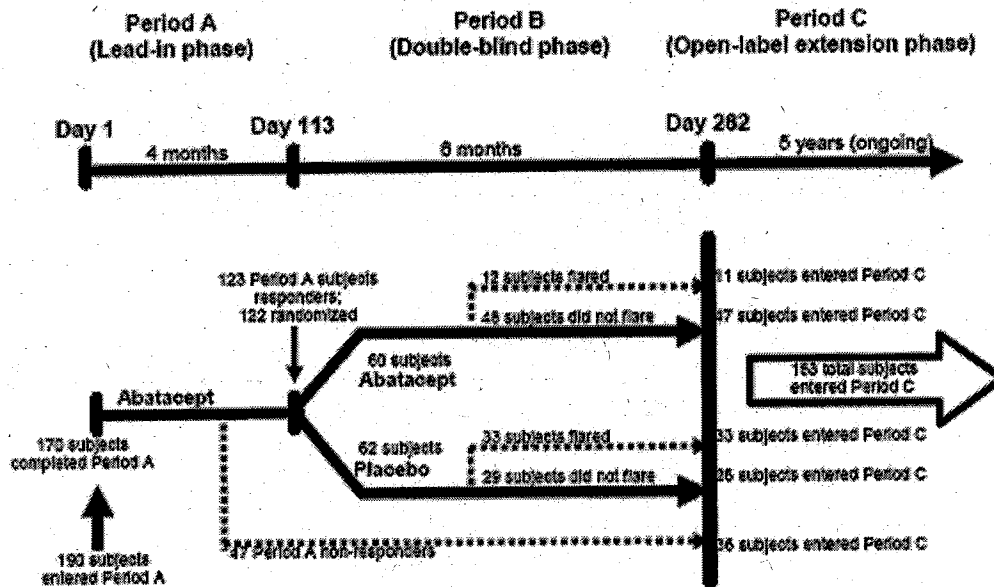 Period A
(Lead-in phase)
Period B
(Double-blind phase)
Period C
(Open-label extension phase)
Day 1
Day 113
Day 282
4 months
6 months
5 years (ongoing)
123 Period A subjects
responders;
122 randomized
12 subjects flared
11 subjects entered Period C
48 subjects did not flare
47 subjects entered Period C
60 subjects
Abatacept
153 total subjects
entered Period C
Abatacept
170 subjects
completed Period A
62 subjects
Placebo
33 subjects flared
33 subjects entered Period C
29 subjects did not flare
26 subjects entered Period C
47 Period A non-responders
36 subjects entered Period C
190 subjects
entered Period A